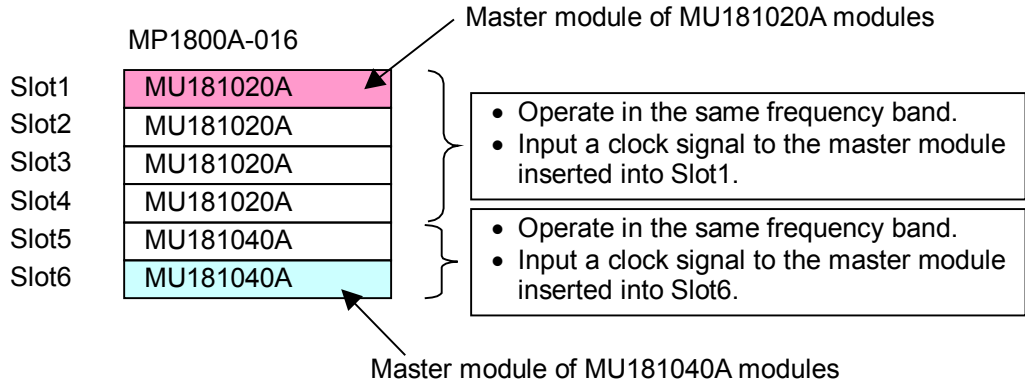 Master module of MU181020A modules
MP1800A-016
Slot1 MU181020A
Slot2 MU181020A
Slot3 MU181020A
Slot4 MU181020A
Slot5 MU181040A
Slot6 MU181040A
• Operate in the same frequency band.
• Input a clock signal to the master module
inserted into Slot1.
• Operate in the same frequency band.
• Input a clock signal to the master module
inserted into Slot6.
Master module of MU181040A modules